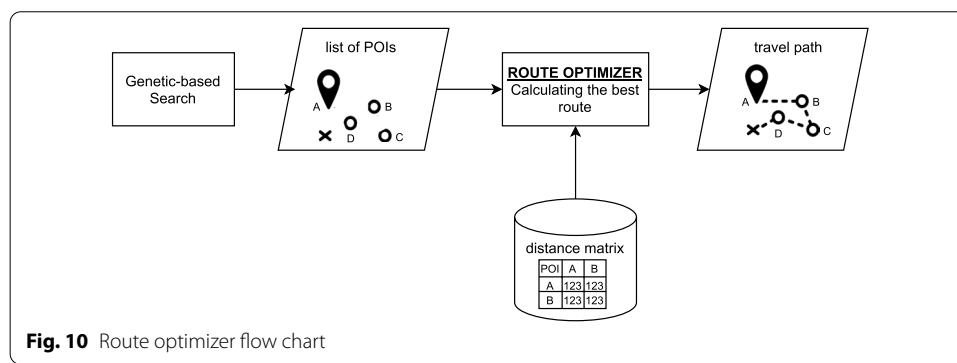 Genetic-based
Search
list of POIs
A
B
D
C
ROUTE OPTIMIZER
Calculating the best
route
travel path
A
B
D
C
distance matrix
POI A B
A 123 123
B 123 123
Fig. 10 Route optimizer flow chart